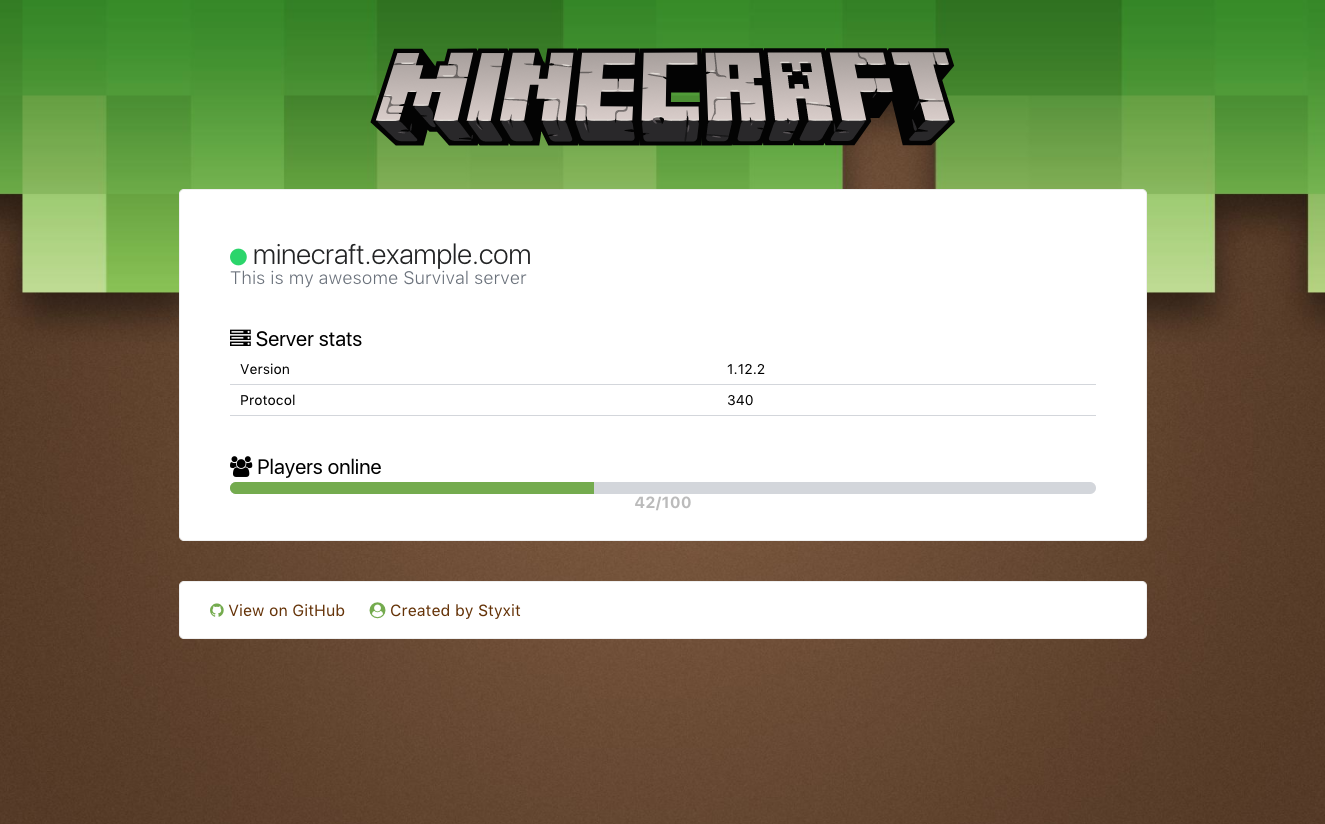 MINECRAFT
minecraft.example.com
This is my awesome Survival server
Server stats
Version 1.12.2
Protocol 340
Players online
42/100
View on GitHub Created by Styxit